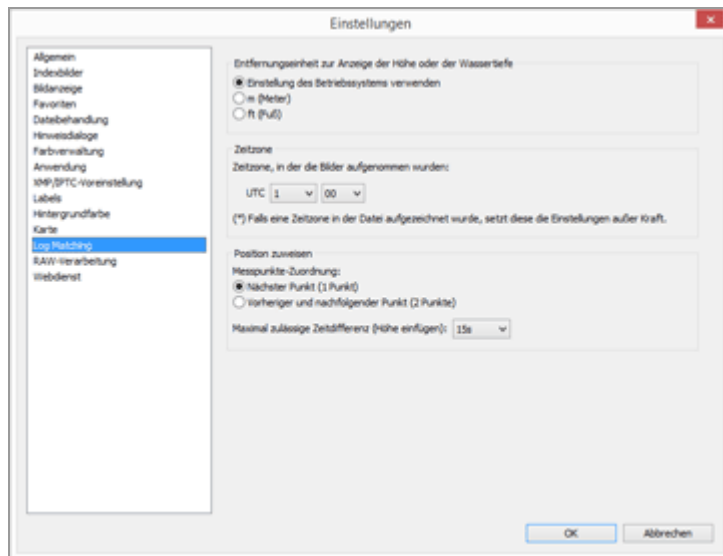 Einstellungen
Allgemein
Indexbilder
Bildanzeige
Favoriten
Dateibehandlung
Hinweisdialoge
Farbverwaltung
Anwendung
XMP/IPTC-Voreinstellung
Labels
Hintergrundfarbe
Karte
Log Matching
RAW-Verarbeitung
Webdienst
Entfernungseinheit zur Anzeige der Höhe oder der Wassertiefe
Einstellung des Betriebssystems verwenden
m (Meter)
ft (Fuß)
Zeitzone
Zeitzone, in der die Bilder aufgenommen wurden:
UTC 1 00
(*) Falls eine Zeitzone in der Datei aufgezeichnet wurde, setzt diese die Einstellungen außer Kraft.
Position zuweisen
Messpunkte-Zuordnung:
Nächster Punkt (1 Punkt)
Vorheriger und nachfolgender Punkt (2 Punkte)
Maximal zulässige Zeitdifferenz (Höhe einfügen): 15s
OK Abbrechen